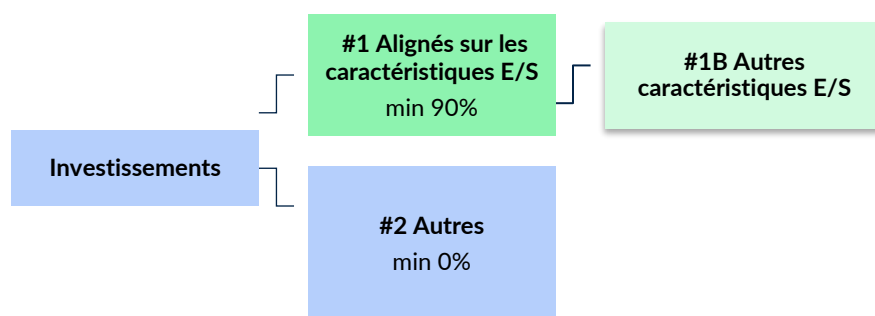 #1 Alignés sur les
caractéristiques E/S
min 90%
#1B Autres
caractéristiques E/S
Investissements
#2 Autres
min 0%